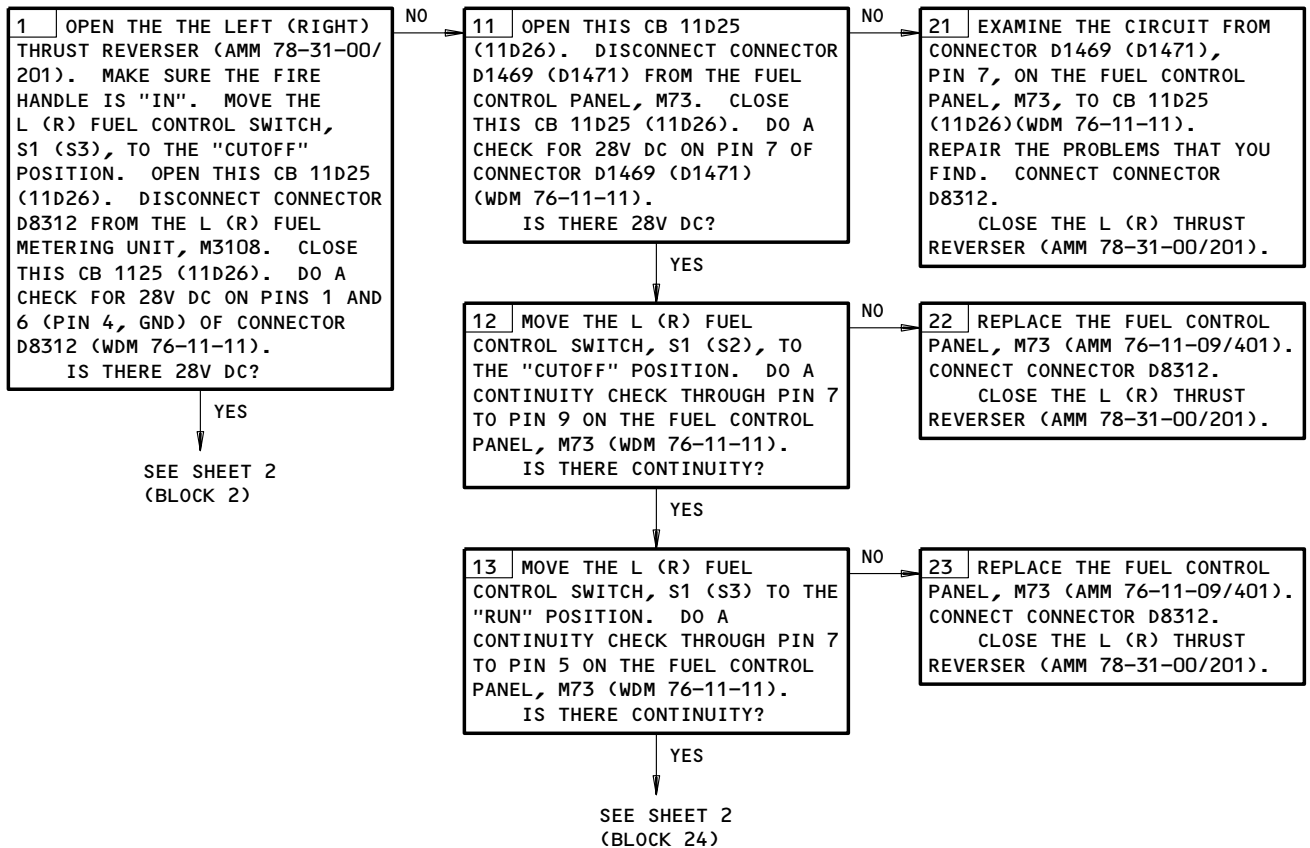 1 OPEN THE THE LEFT (RIGHT)
THRUST REVERSER (AMM 78-31-00/
201). MAKE SURE THE FIRE
HANDLE IS "IN". MOVE THE
L (R) FUEL CONTROL SWITCH,
S1 (S3), TO THE "CUTOFF"
POSITION. OPEN THIS CB 11D25
(11D26). DISCONNECT CONNECTOR
D8312 FROM THE L (R) FUEL
METERING UNIT, M3108. CLOSE
THIS CB 1125 (11D26). DO A
CHECK FOR 28V DC ON PINS 1 AND
6 (PIN 4, GND) OF CONNECTOR
D8312 (WDM 76-11-11).
IS THERE 28V DC?
NO
YES
SEE SHEET 2
(BLOCK 2)
11 OPEN THIS CB 11D25
(11D26). DISCONNECT CONNECTOR
D1469 (D1471) FROM THE FUEL
CONTROL PANEL, M73. CLOSE
THIS CB 11D25 (11D26). DO A
CHECK FOR 28V DC ON PIN 7 OF
CONNECTOR D1469 (D1471)
(WDM 76-11-11).
IS THERE 28V DC?
NO
YES
21 EXAMINE THE CIRCUIT FROM
CONNECTOR D1469 (D1471),
PIN 7, ON THE FUEL CONTROL
PANEL, M73, TO CB 11D25
(11D26)(WDM 76-11-11).
REPAIR THE PROBLEMS THAT YOU
FIND. CONNECT CONNECTOR
D8312.
CLOSE THE L (R) THRUST
REVERSER (AMM 78-31-00/201).
12 MOVE THE L (R) FUEL
CONTROL SWITCH, S1 (S2), TO
THE "CUTOFF" POSITION. DO A
CONTINUITY CHECK THROUGH PIN 7
TO PIN 9 ON THE FUEL CONTROL
PANEL, M73 (WDM 76-11-11).
IS THERE CONTINUITY?
NO
YES
22 REPLACE THE FUEL CONTROL
PANEL, M73 (AMM 76-11-09/401).
CONNECT CONNECTOR D8312.
CLOSE THE L (R) THRUST
REVERSER (AMM 78-31-00/201).
13 MOVE THE L (R) FUEL
CONTROL SWITCH, S1 (S3) TO THE
"RUN" POSITION. DO A
CONTINUITY CHECK THROUGH PIN 7
TO PIN 5 ON THE FUEL CONTROL
PANEL, M73 (WDM 76-11-11).
IS THERE CONTINUITY?
NO
YES
23 REPLACE THE FUEL CONTROL
PANEL, M73 (AMM 76-11-09/401).
CONNECT CONNECTOR D8312.
CLOSE THE L (R) THRUST
REVERSER (AMM 78-31-00/201).
SEE SHEET 2
(BLOCK 24)